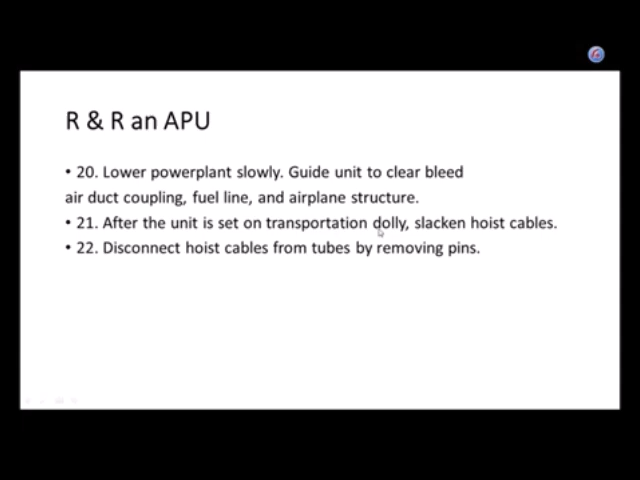 R & R an APU
• 20. Lower powerplant slowly. Guide unit to clear bleed
air duct coupling, fuel line, and airplane structure.
• 21. After the unit is set on transportation dolly, slacken hoist cables.
• 22. Disconnect hoist cables from tubes by removing pins.